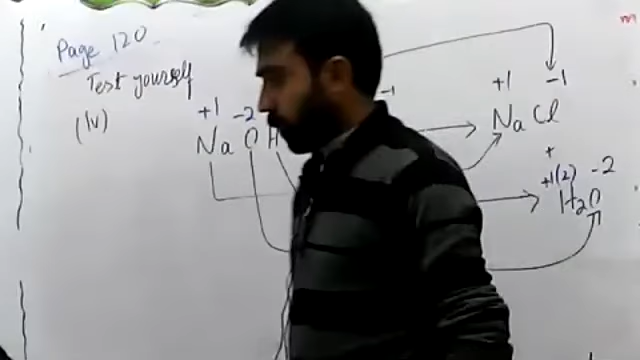 Page 120
Test yourself
(iv)
+1 -2
Na O H
-1
+1 -1
Na Cl
+
+1(2) -2
H2O
m